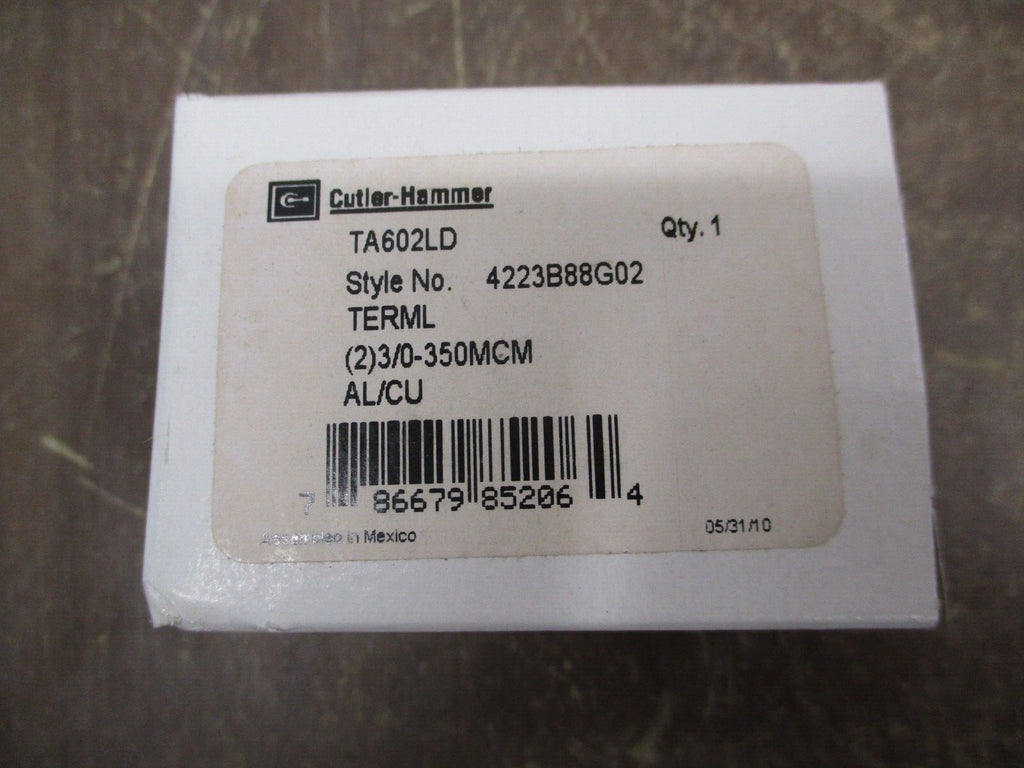 Cutler-Hammer
TA602LD Qty. 1
Style No. 4223B88G02
TERML
(2)3/0-350MCM
AL/CU
7 86679 85206 4
Assembled in Mexico 05/31/10